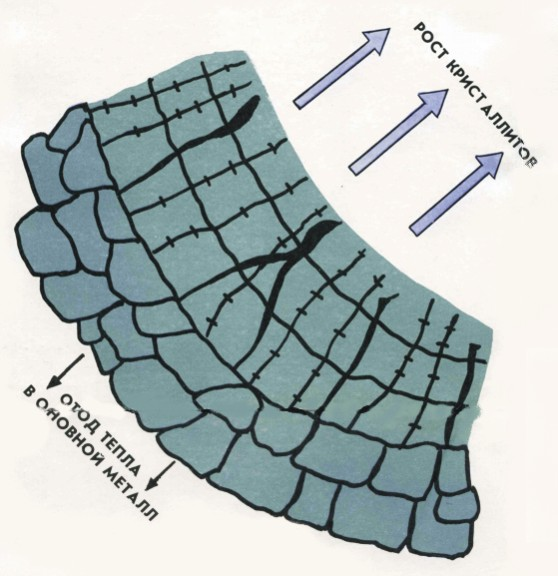 РОСТ КРИСТАЛЛИТОВ
ОТВОД ТЕПЛА
В ОСНОВНОЙ МЕТАЛЛ